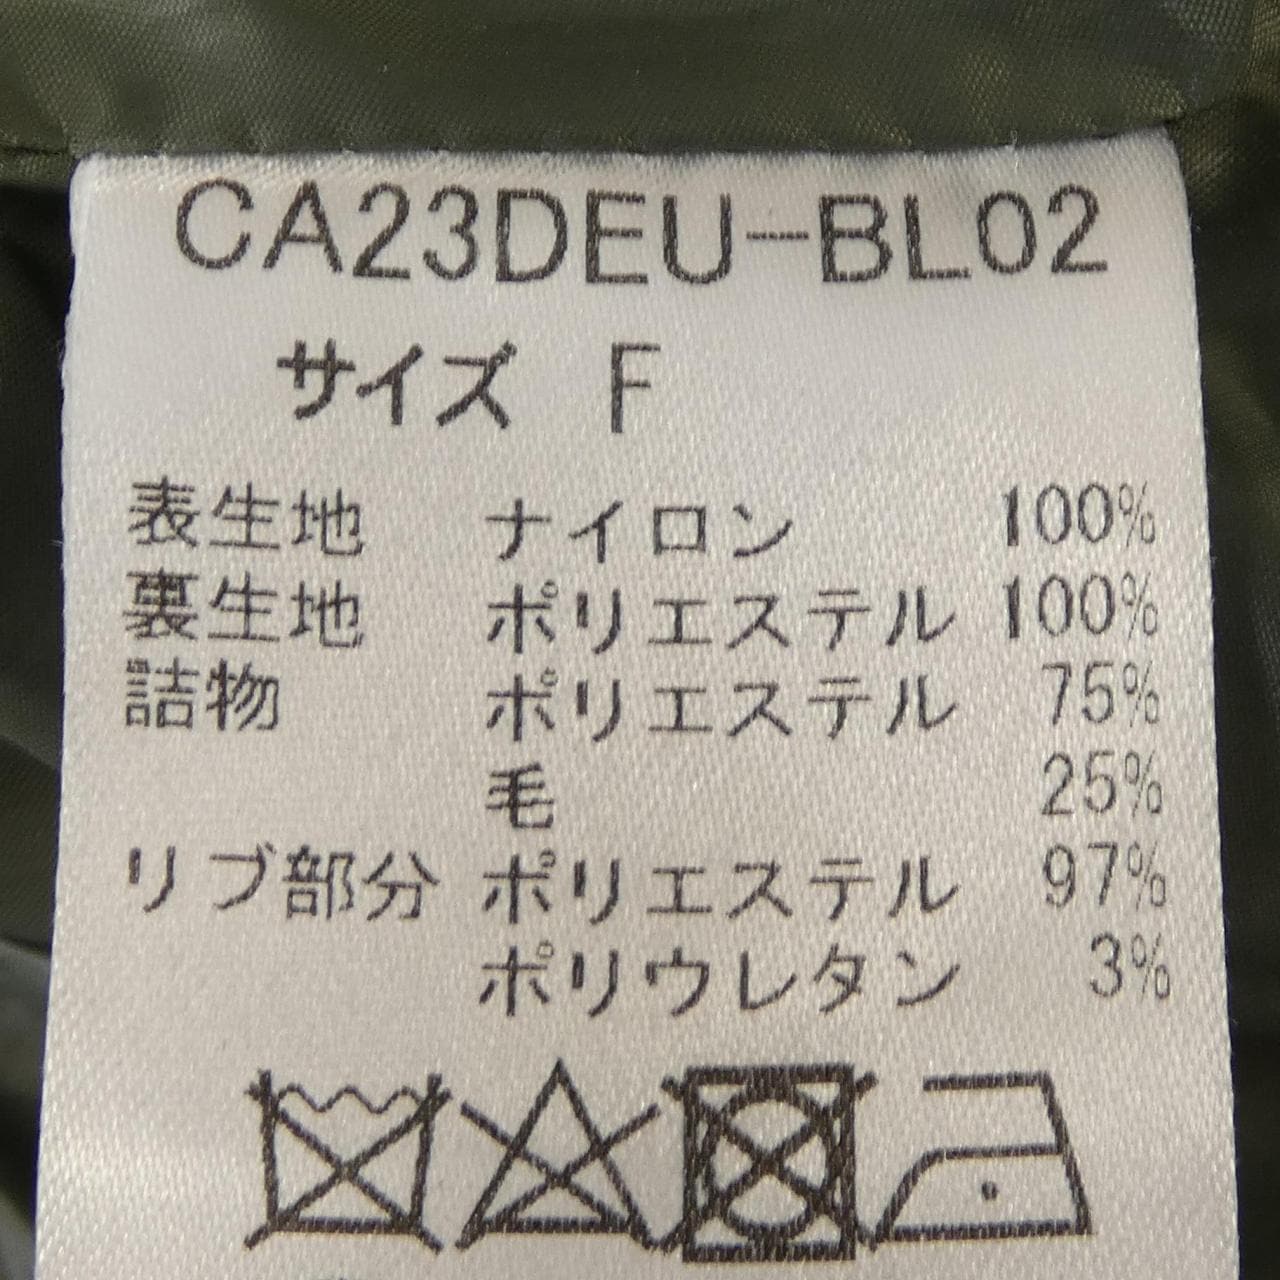 CA23DEU-BL02
サイズ F
表生地 ナイロン 100%
裏生地 ポリエステル 100%
詰物 ポリエステル 75%
毛 25%
リブ部分 ポリエステル 97%
ポリウレタン 3%